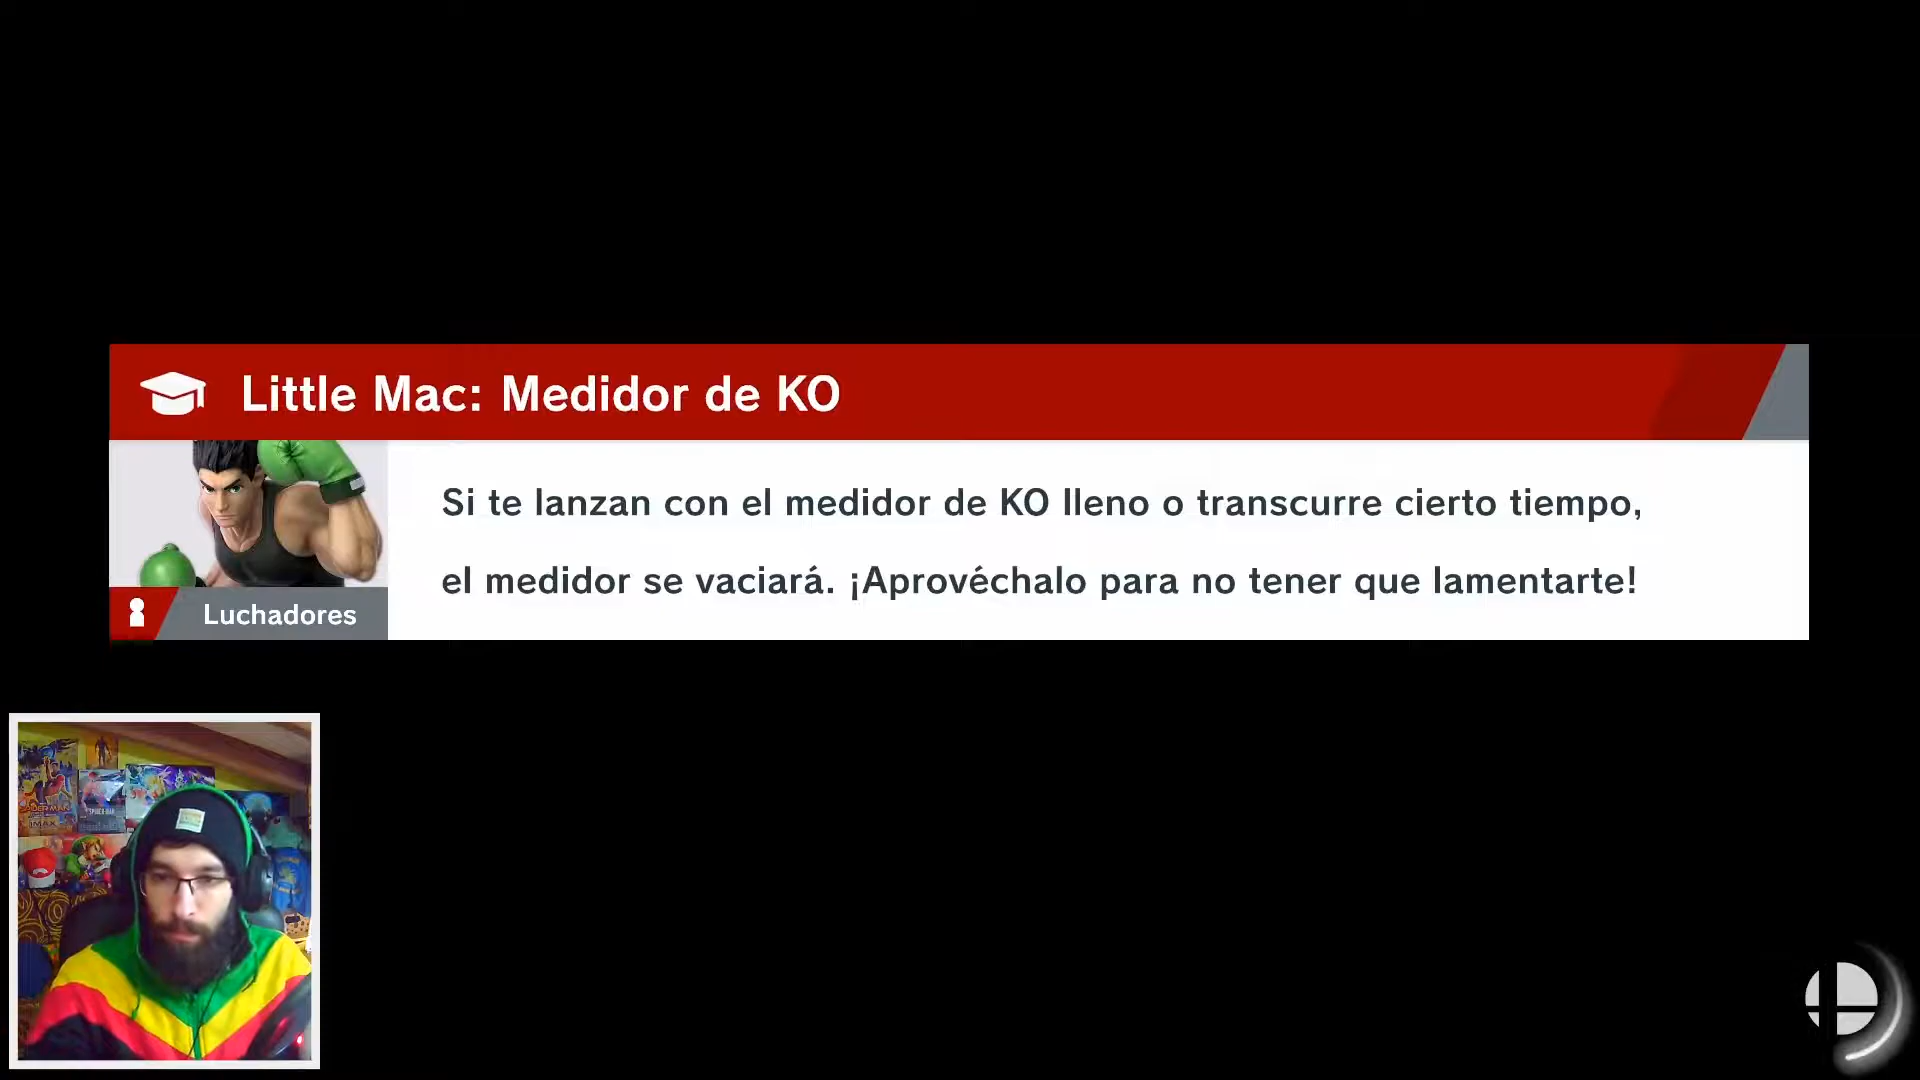 Little Mac: Medidor de KO
Si te lanzan con el medidor de KO lleno o transcurre cierto tiempo,
el medidor se vaciará. ¡Aprovéchalo para no tener que lamentarte!
Luchadores
IMAX